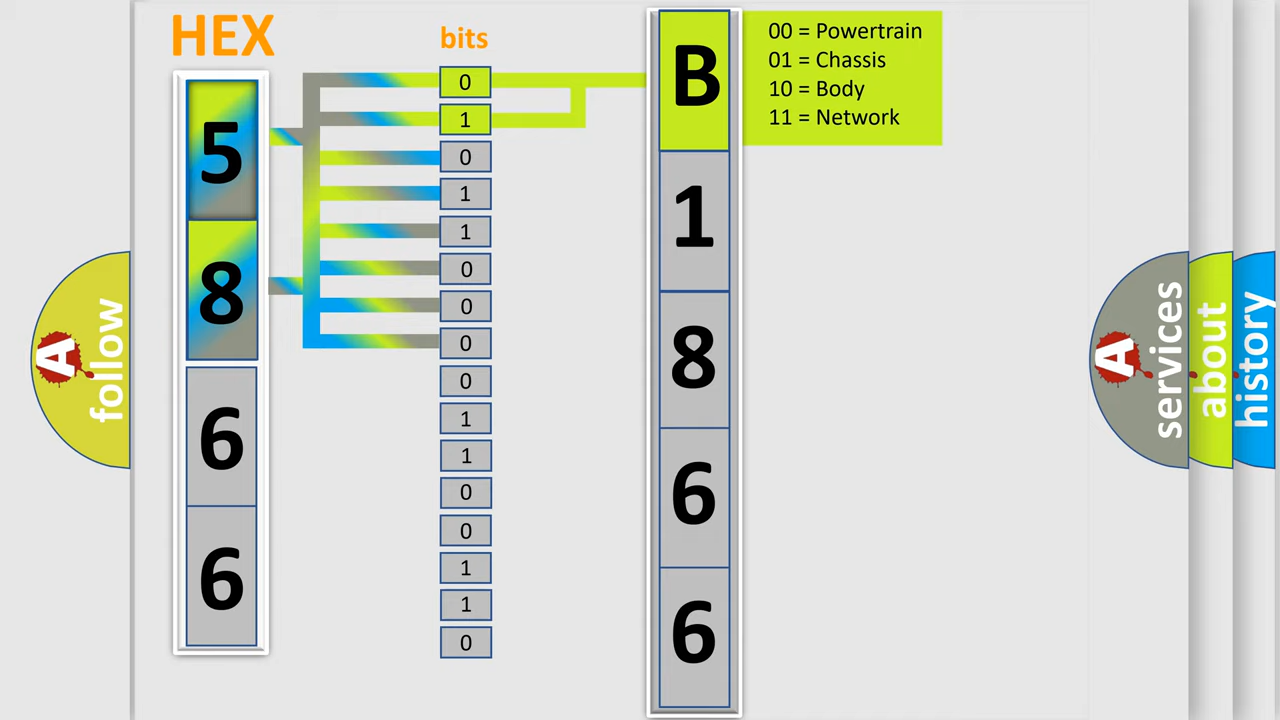 HEX
bits
5
8
6
6
0
1
0
1
1
0
0
0
0
1
1
0
0
1
1
0
B
1
8
6
6
00 = Powertrain
01 = Chassis
10 = Body
11 = Network
A
follow
A
services
about
history